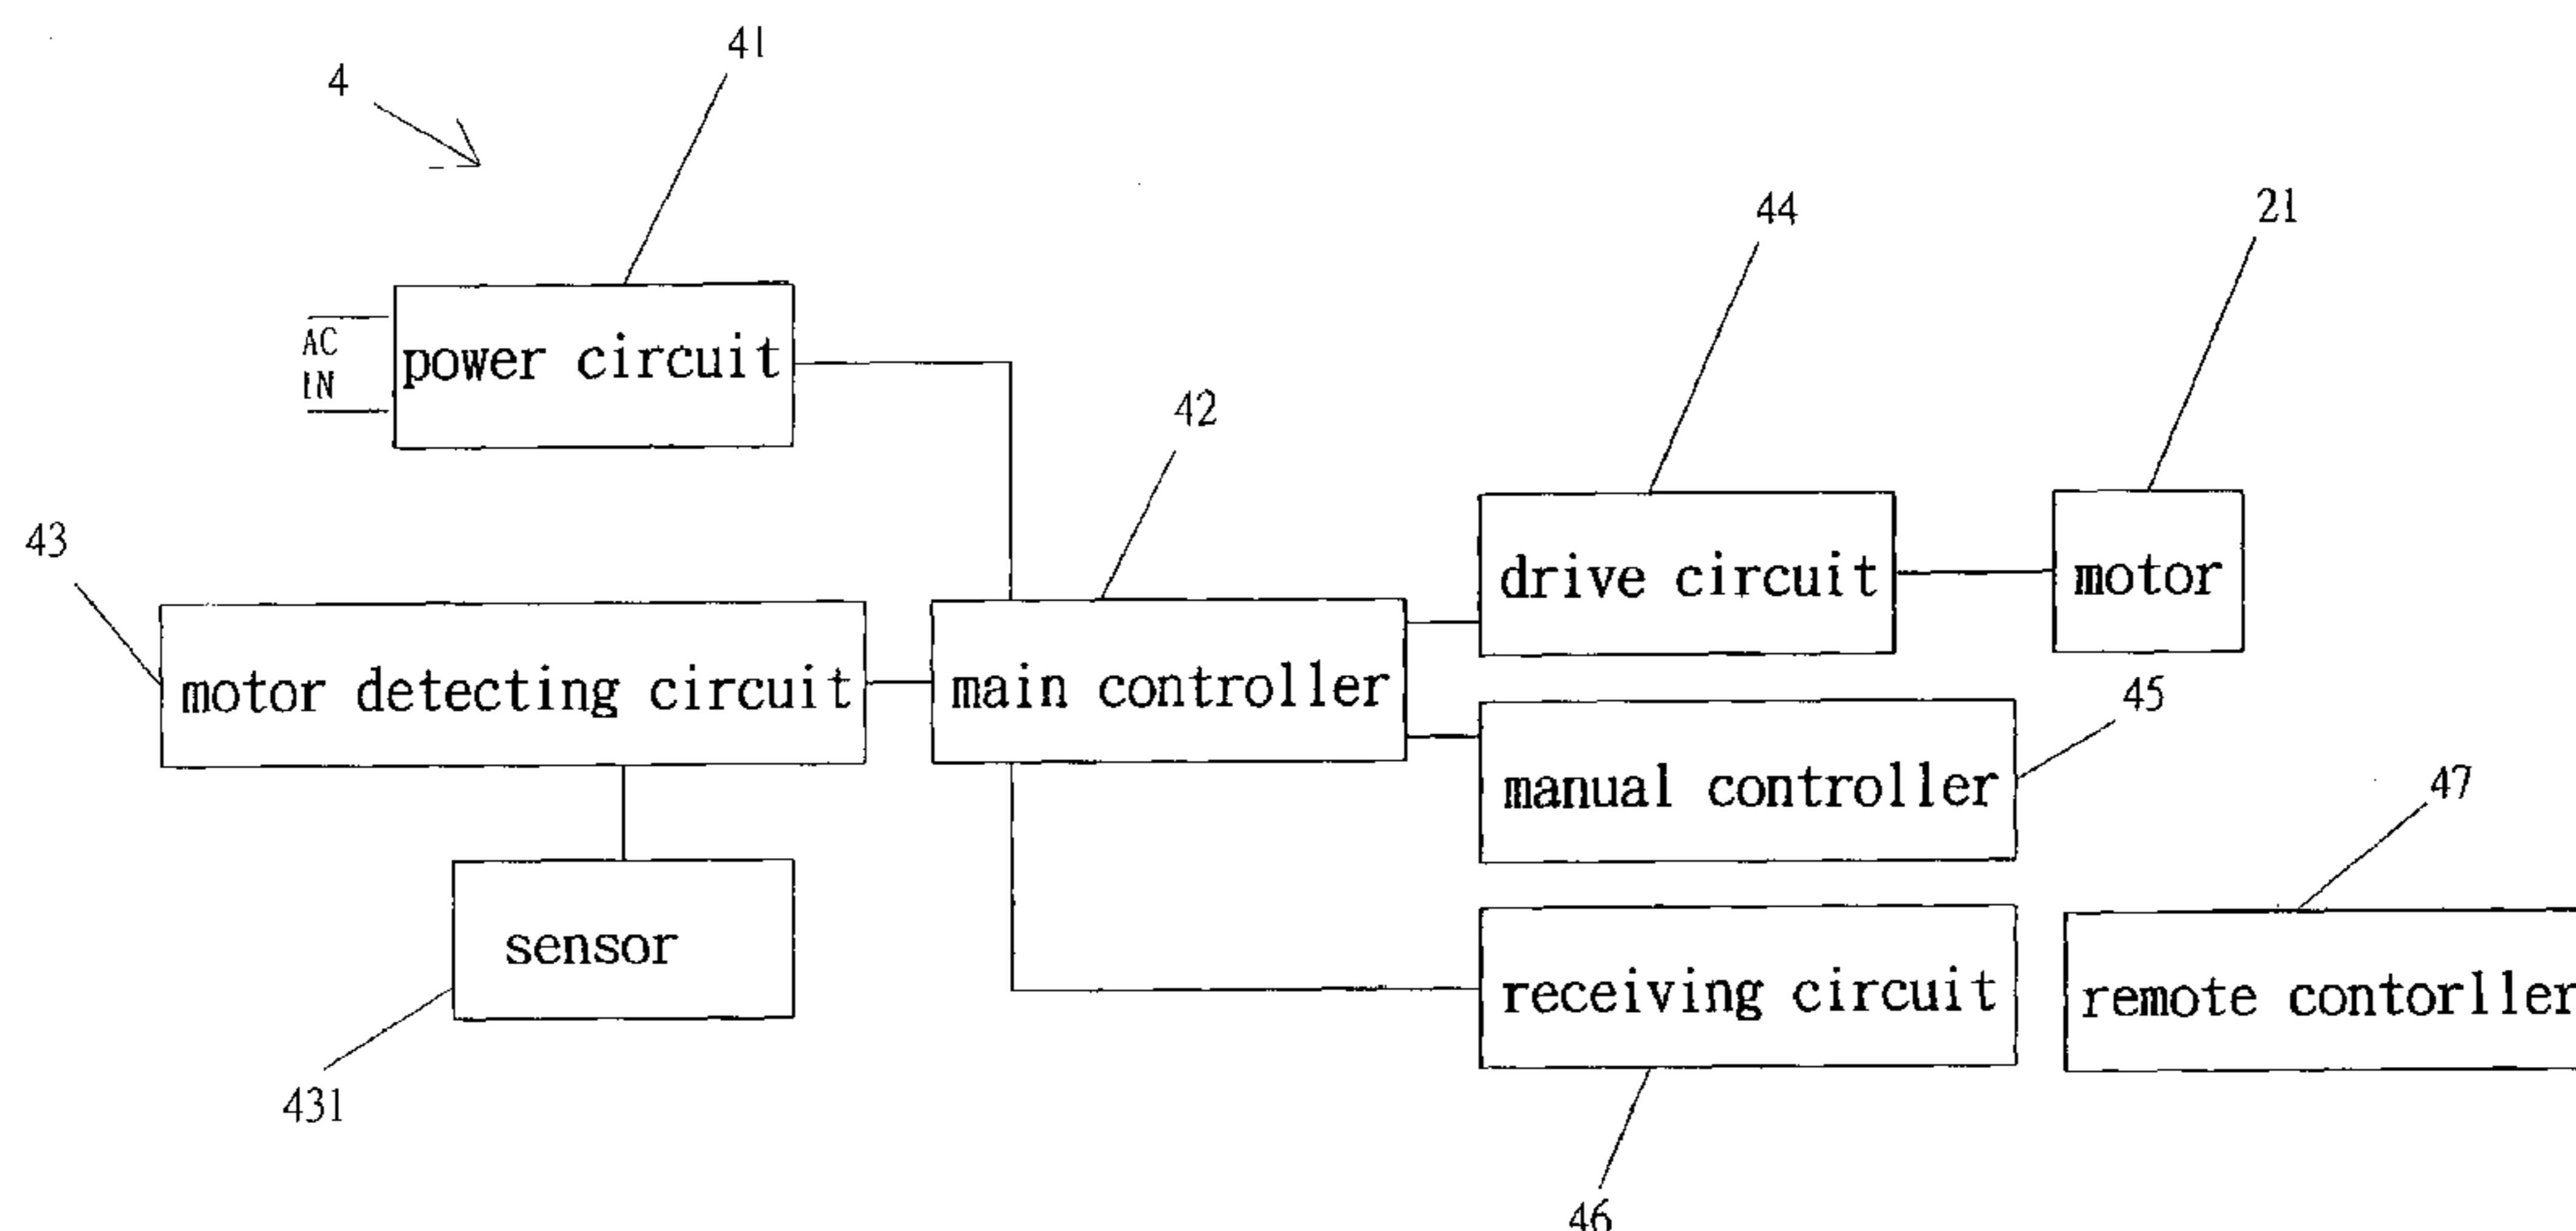 41
4
44
21
AC
IN
power circuit
42
43
drive circuit
motor
motor detecting circuit
main controller
45
manual controller
47
sensor
receiving circuit
remote contorller
431
46